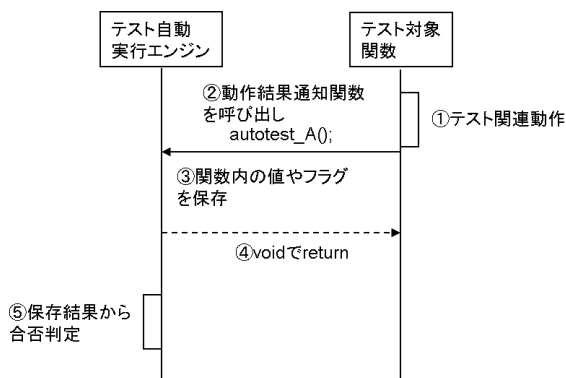 テスト自動
実行エンジン
テスト対象
関数
②動作結果通知関数
を呼び出し
autotest_A();
①テスト関連動作
③関数内の値やフラグ
を保存
④voidでreturn
⑤保存結果から
合否判定